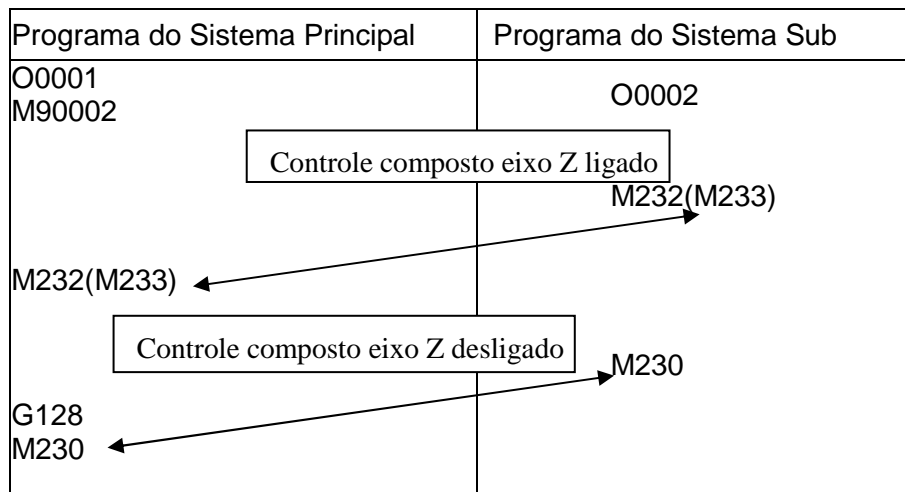 Programa do Sistema Principal
Programa do Sistema Sub
O0001
M90002
O0002
Controle composto eixo Z ligado
M232(M233)
M232(M233)
Controle composto eixo Z desligado
M230
G128
M230